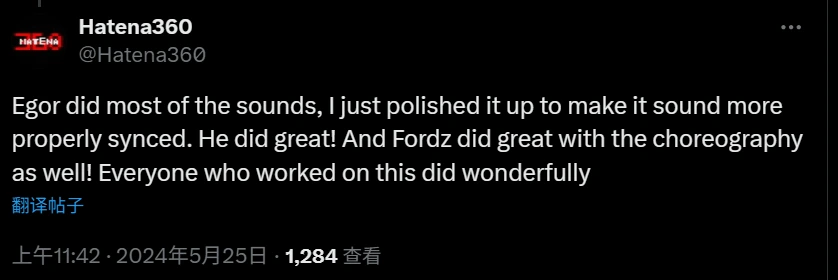 Hatena360
@Hatena360
HATENA
Egor did most of the sounds, I just polished it up to make it sound more
properly synced. He did great! And Fordz did great with the choreography
as well! Everyone who worked on this did wonderfully
翻译帖子
上午11:42 · 2024年5月25日 · 1,284 查看